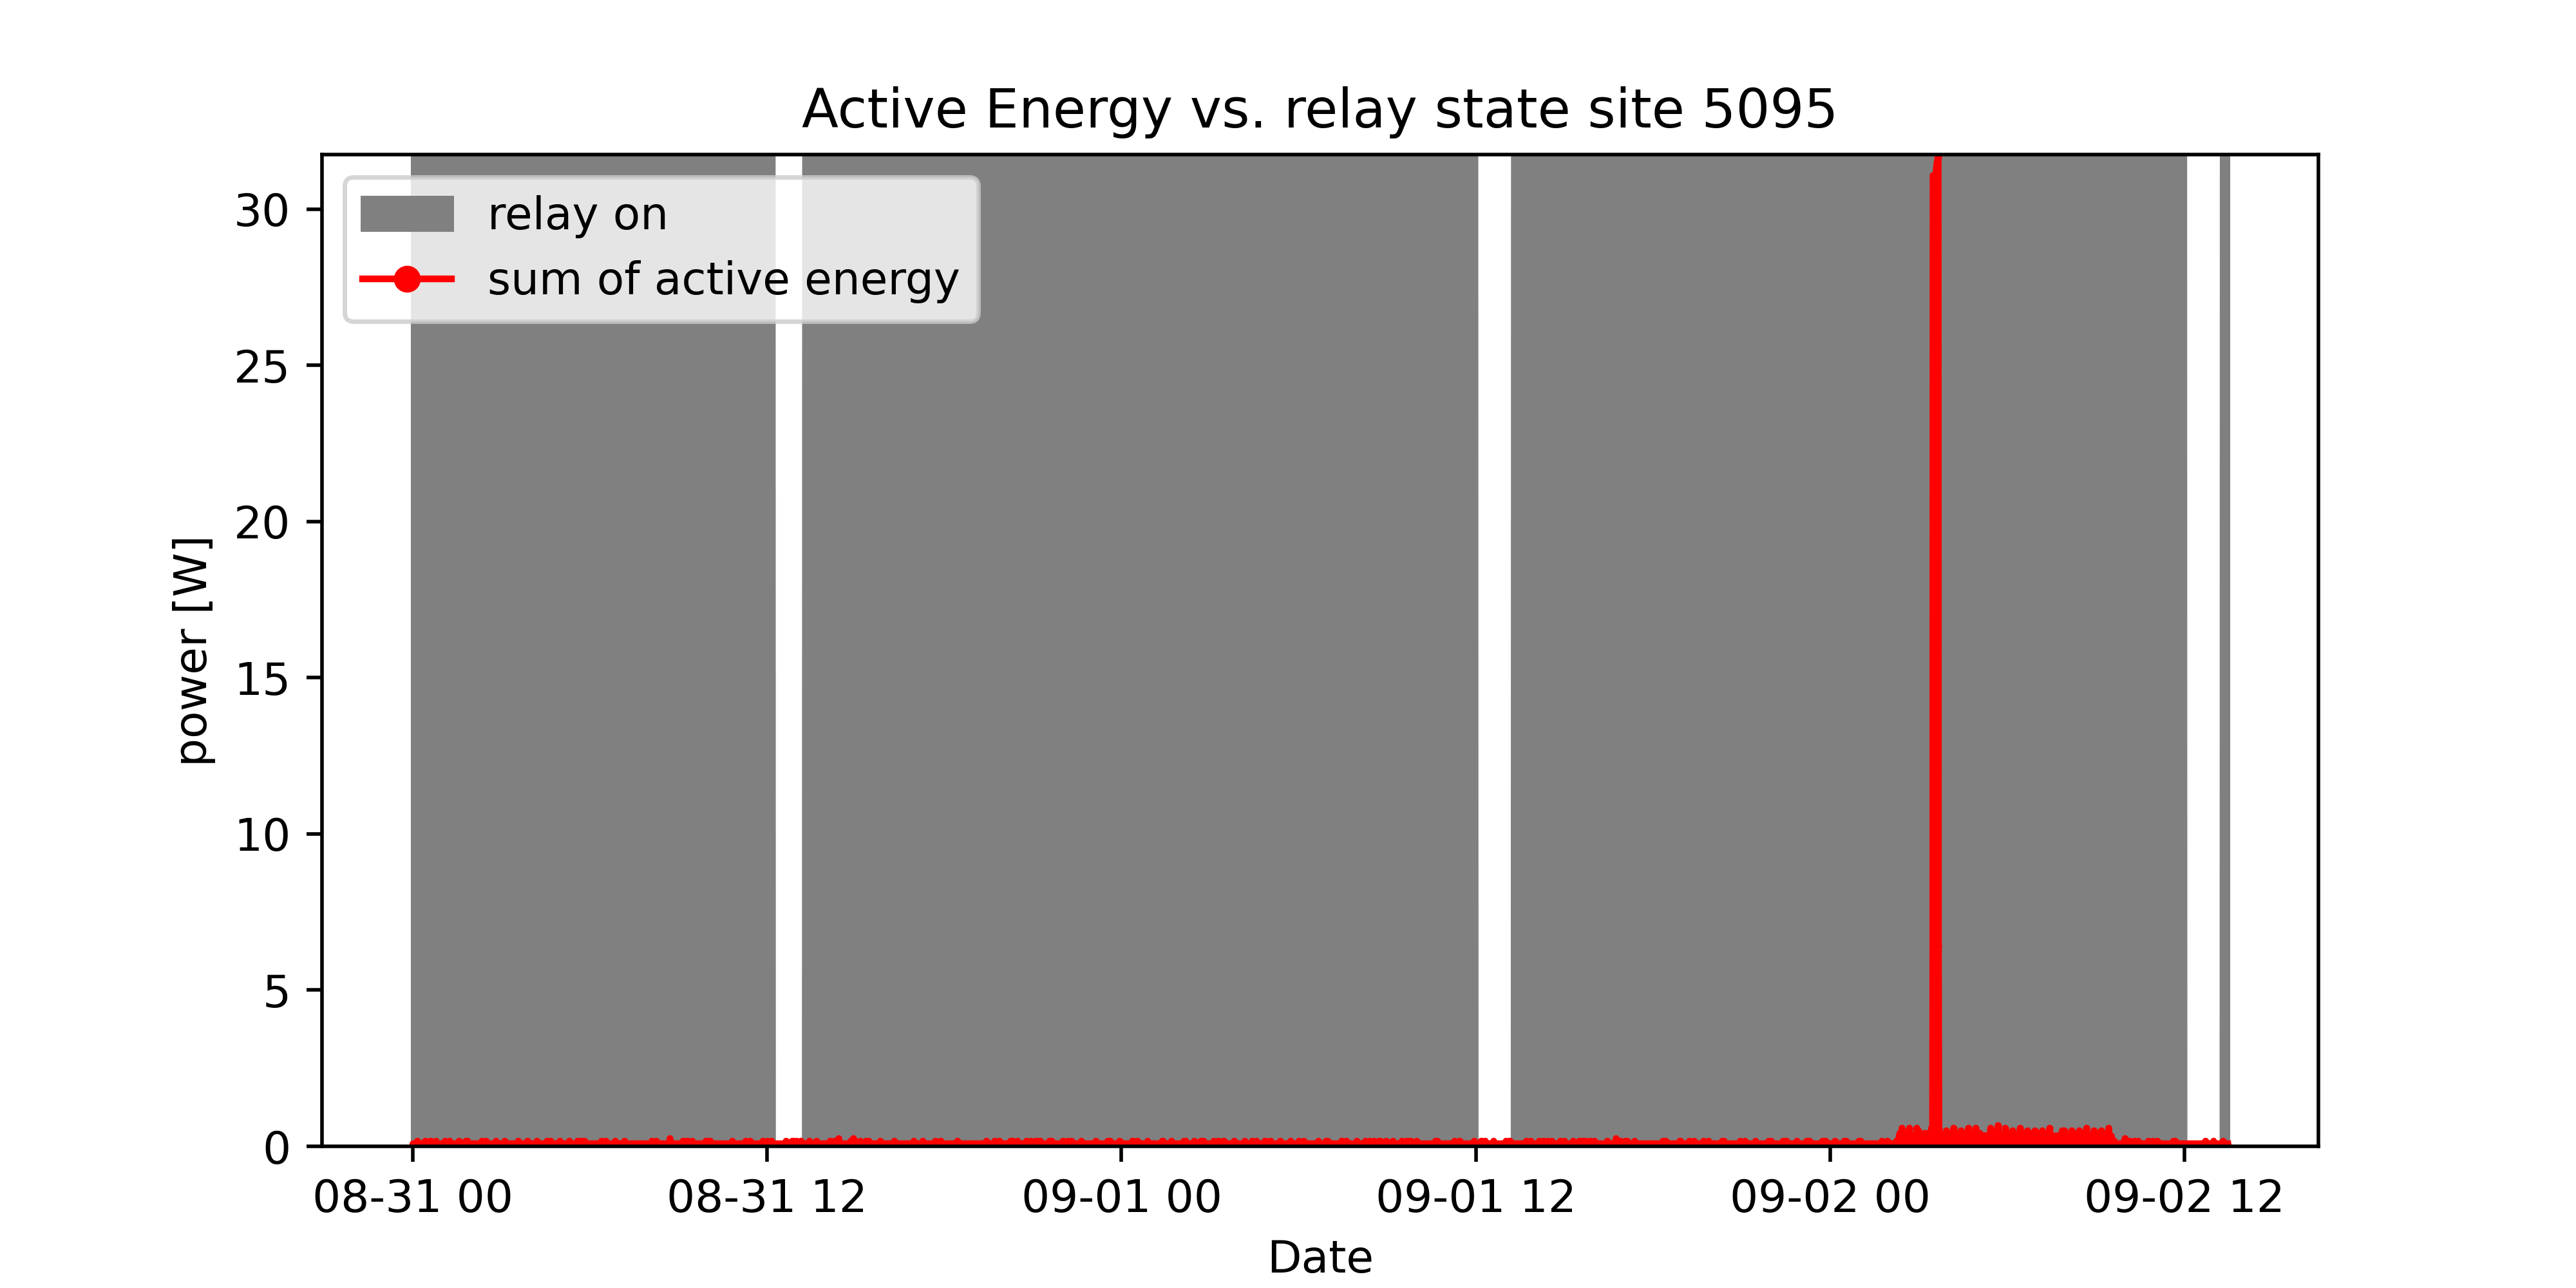 Active Energy vs. relay state site 5095
relay on
sum of active energy
power [W]
30
25
20
15
10
5
0
08-31 00
08-31 12
09-01 00
09-01 12
09-02 00
09-02 12
Date